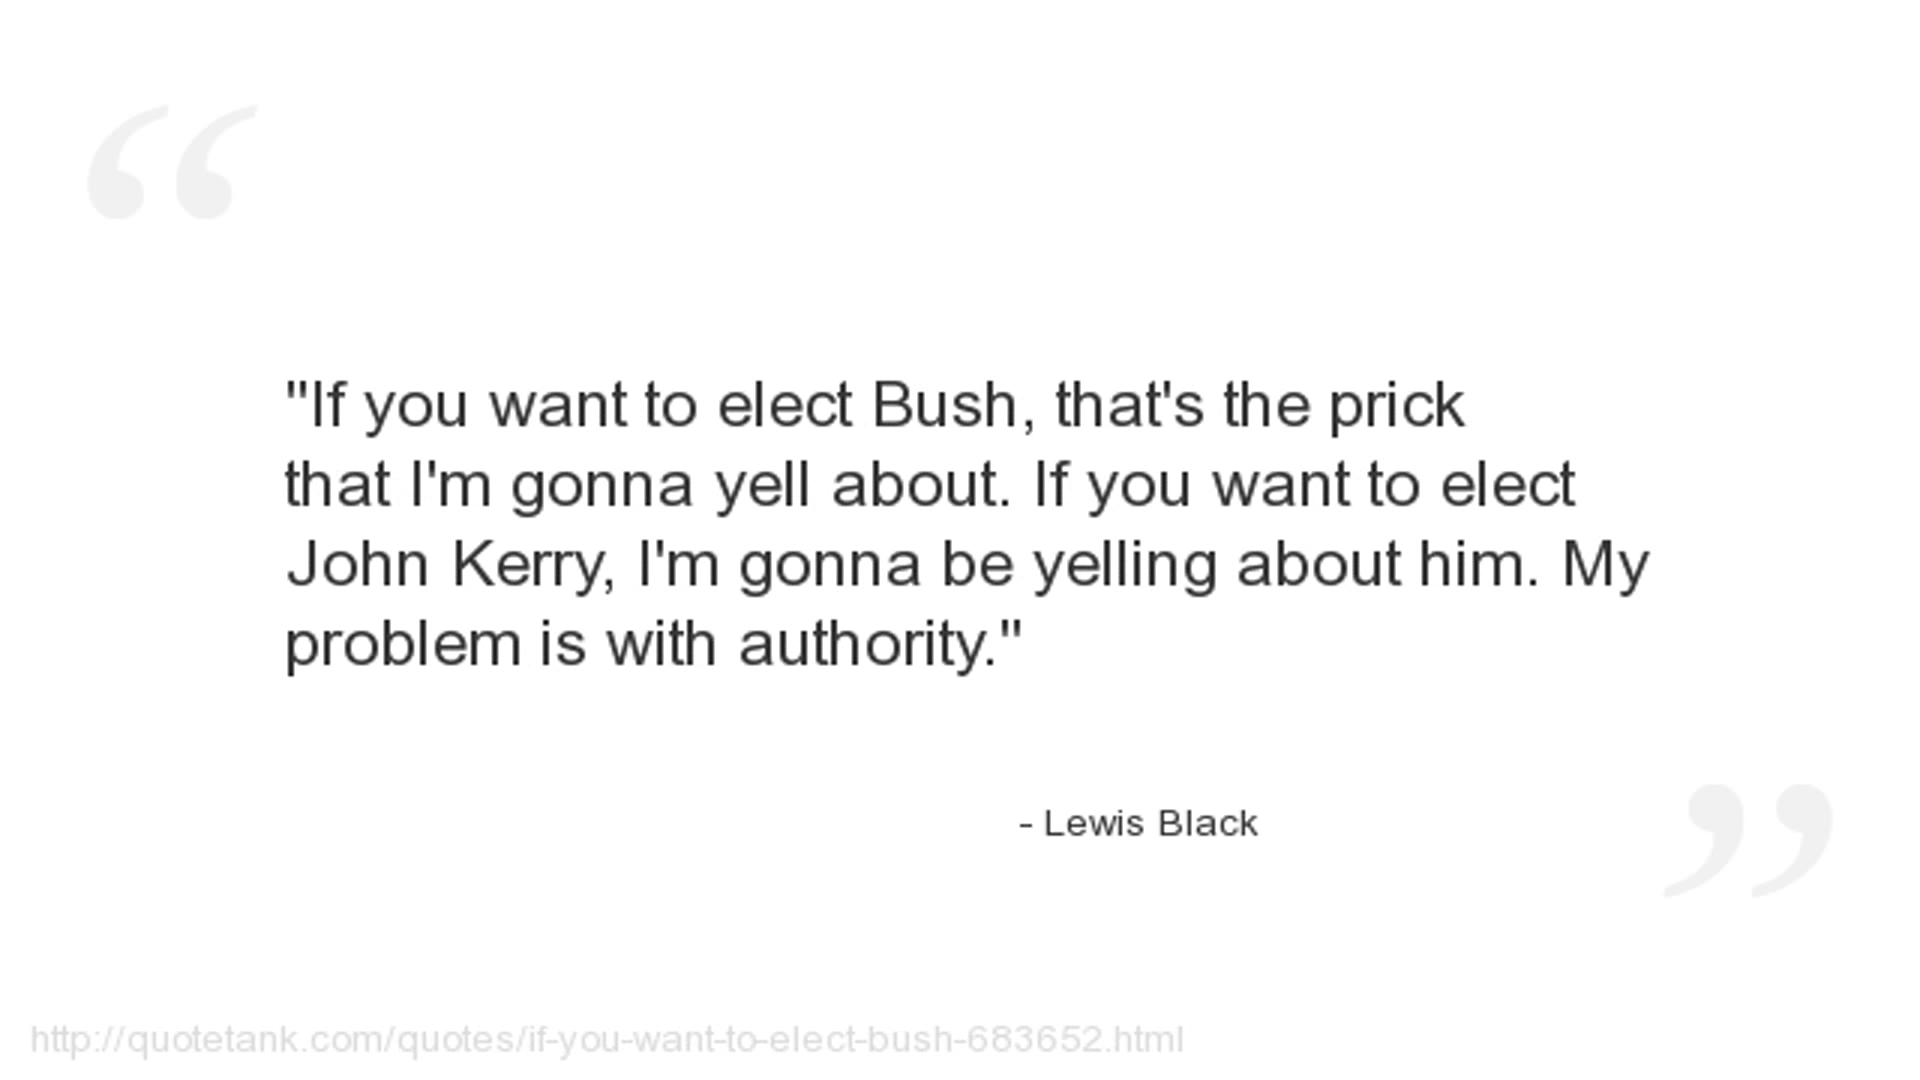 "If you want to elect Bush, that's the prick
that I'm gonna yell about. If you want to elect
John Kerry, I'm gonna be yelling about him. My
problem is with authority."
- Lewis Black
http://quotetank.com/quotes/if-you-want-to-elect-bush-683652.html